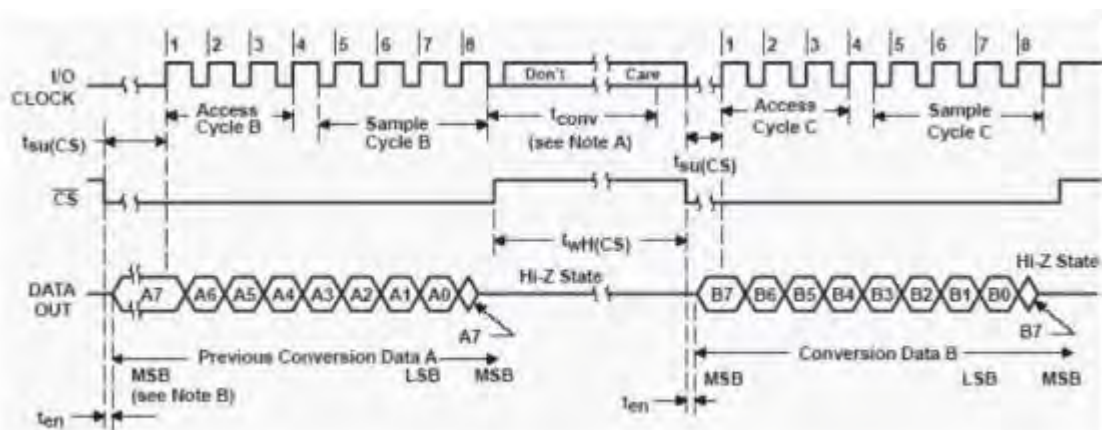 1 2 3 4 5 6 7 8 1 2 3 4 5 6 7 8
I/O CLOCK
Don't Care
Access Cycle B
Sample Cycle B
tconv
(see Note A)
Access Cycle C
Sample Cycle C
tsu(CS)
tsu(CS)
CS
twH(CS)
Hi-Z State
Hi-Z State
DATA OUT
A7 A6 A5 A4 A3 A2 A1 A0
B7 B6 B5 B4 B3 B2 B1 B0
A7
B7
Previous Conversion Data A
Conversion Data B
MSB
(see Note B)
LSB
MSB
MSB
LSB
MSB
ten
ten